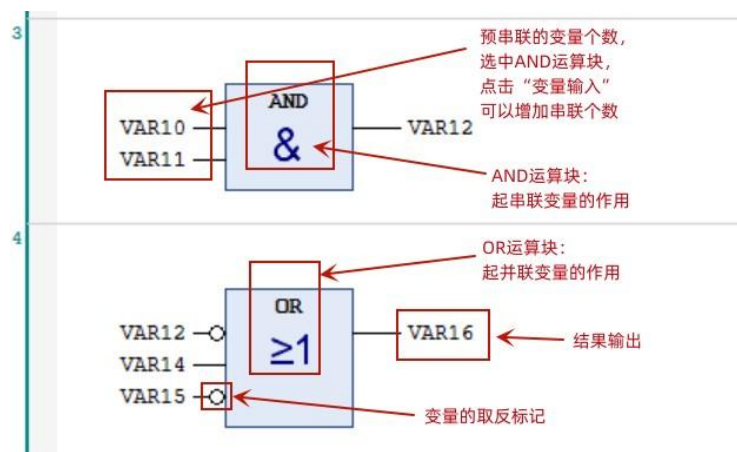 3
预串联的变量个数，
选中AND运算块，
点击“变量输入”
可以增加串联个数
AND
VAR10
&
VAR12
VAR11
AND运算块：
起串联变量的作用
4
OR运算块：
起并联变量的作用
OR
VAR12
≥1
VAR16
结果输出
VAR14
VAR15
变量的取反标记